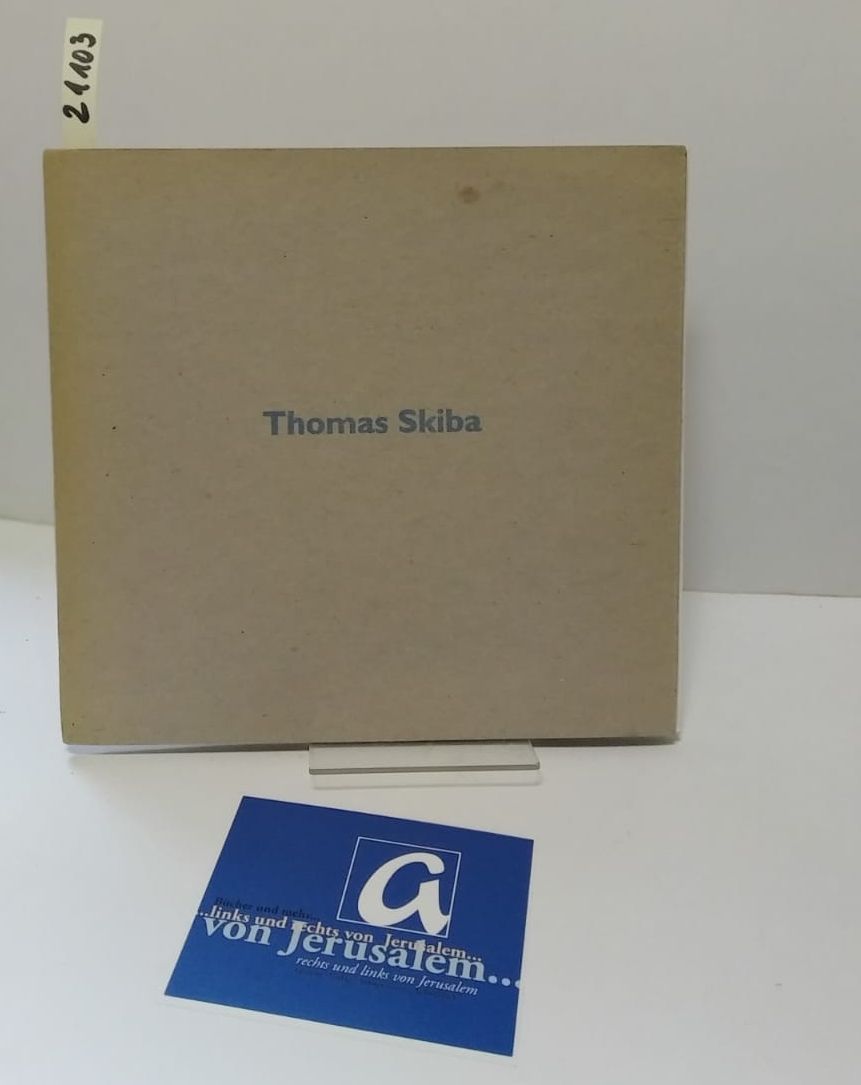 21103
Thomas Skiba
a
Bücher und mehr...
...links und rechts von Jerusalem...
von Jerusalem...
rechts und links von Jerusalem